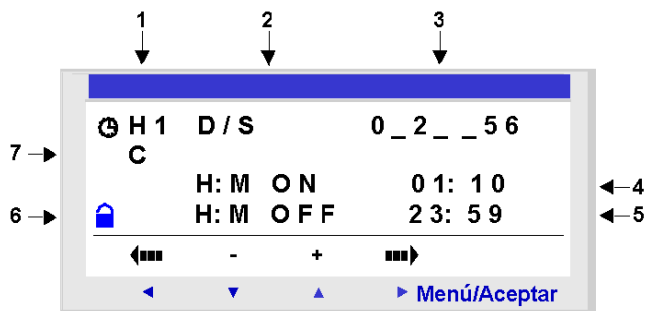 1 2 3
H1 D/S 0_2__56
7 C
H:M ON 01:10 4
6 H:M OFF 23:59 5
- +
Menú/Aceptar